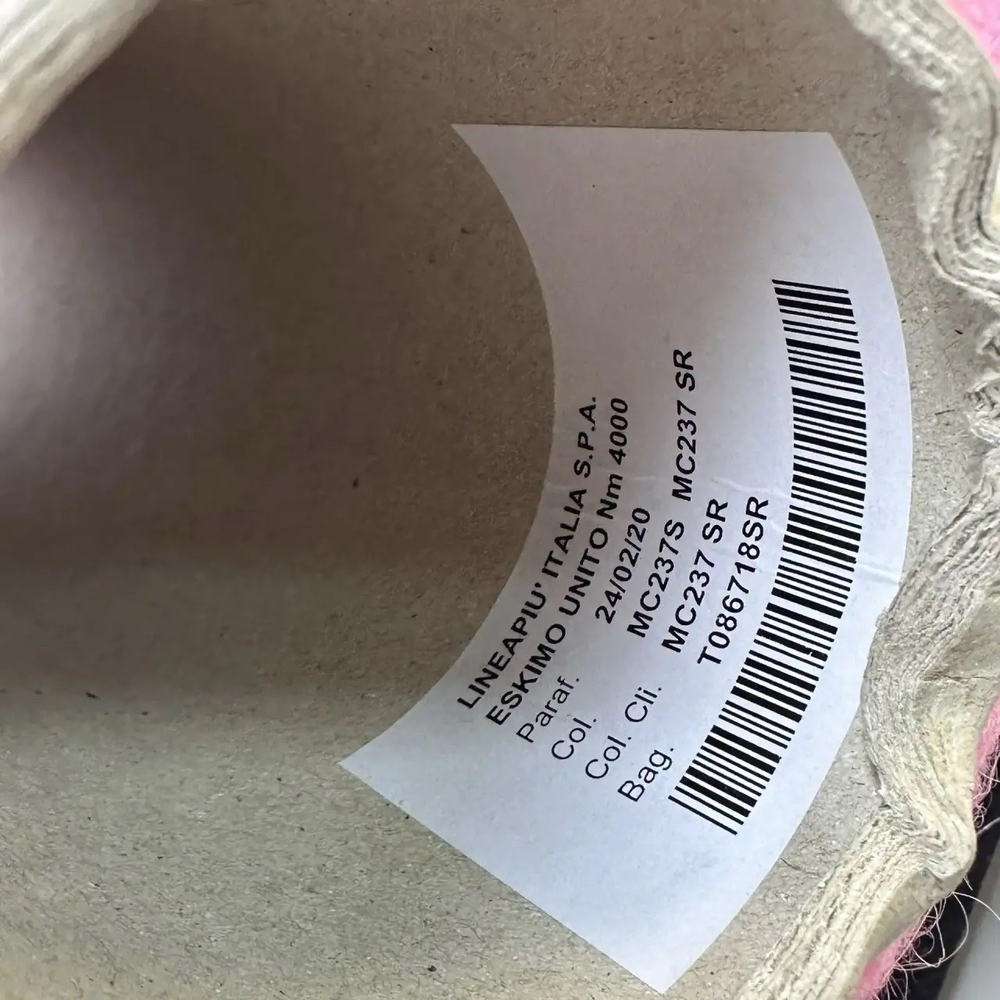 LINEAPIU' ITALIA S.P.A.
ESKIMO UNITO Nm 4000
Paraf. 24/02/20
Col. MC237S MC237 SR
Col. Cli. MC237 SR
Bag. T086718SR